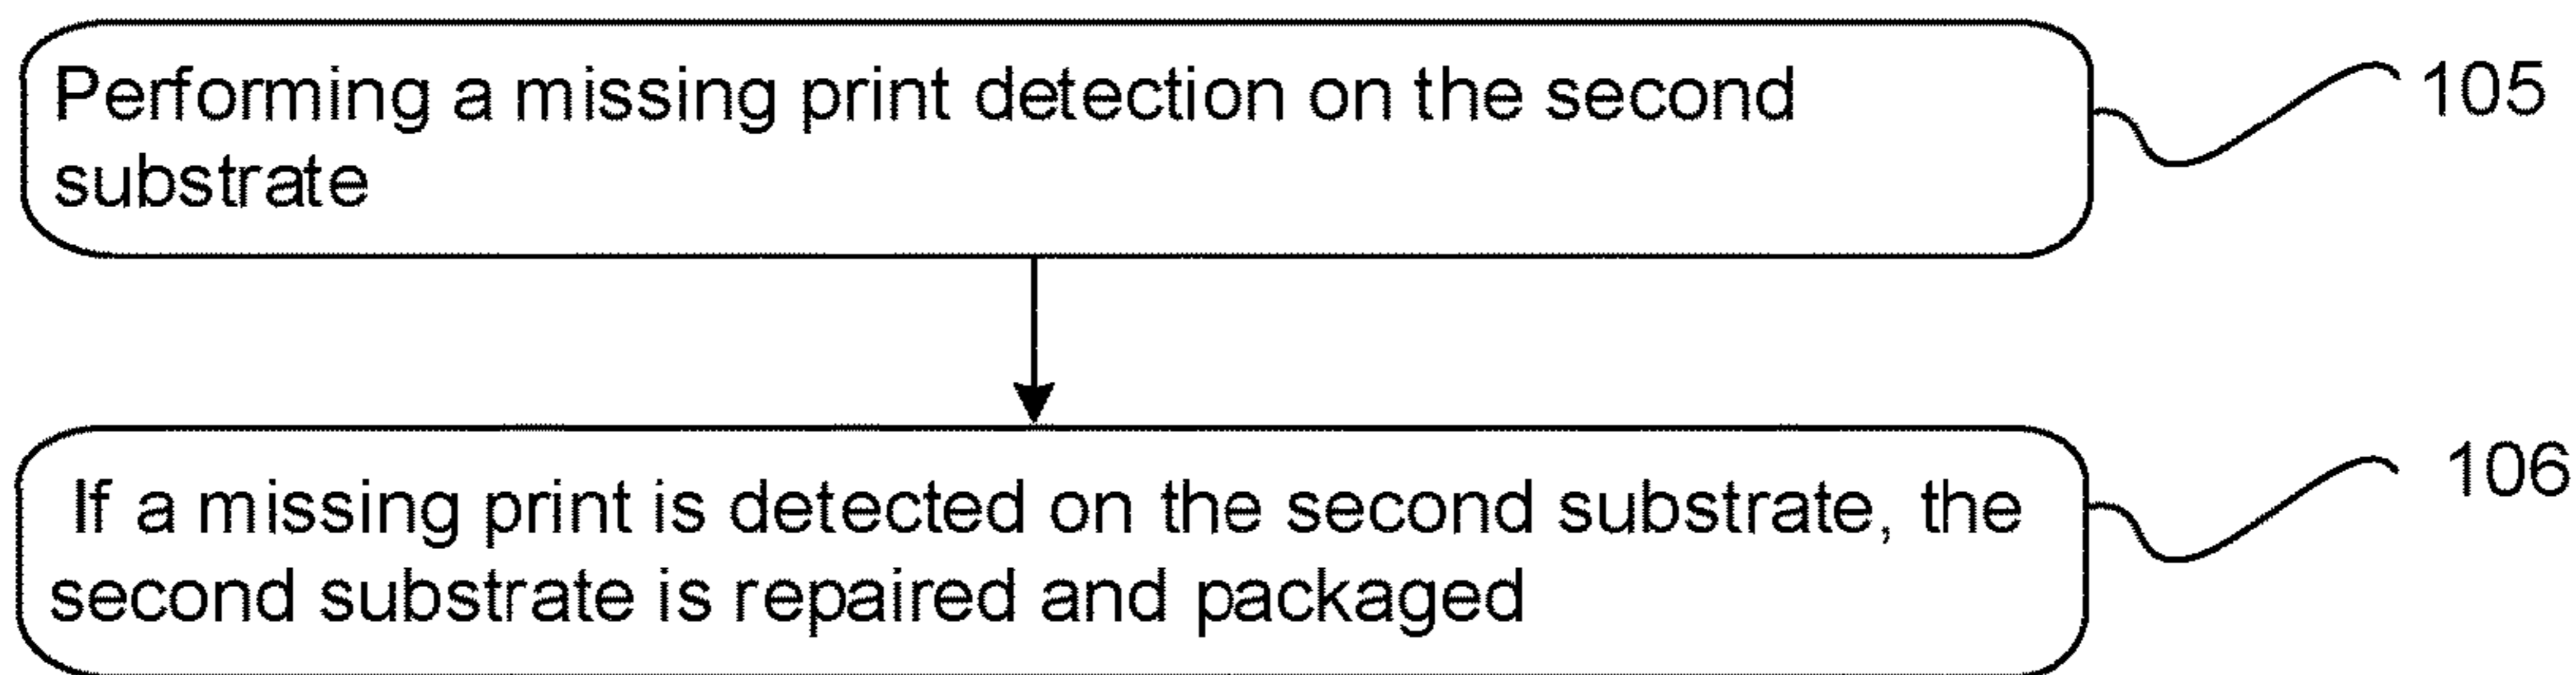 Performing a missing print detection on the second
substrate
105
If a missing print is detected on the second substrate, the
second substrate is repaired and packaged
106